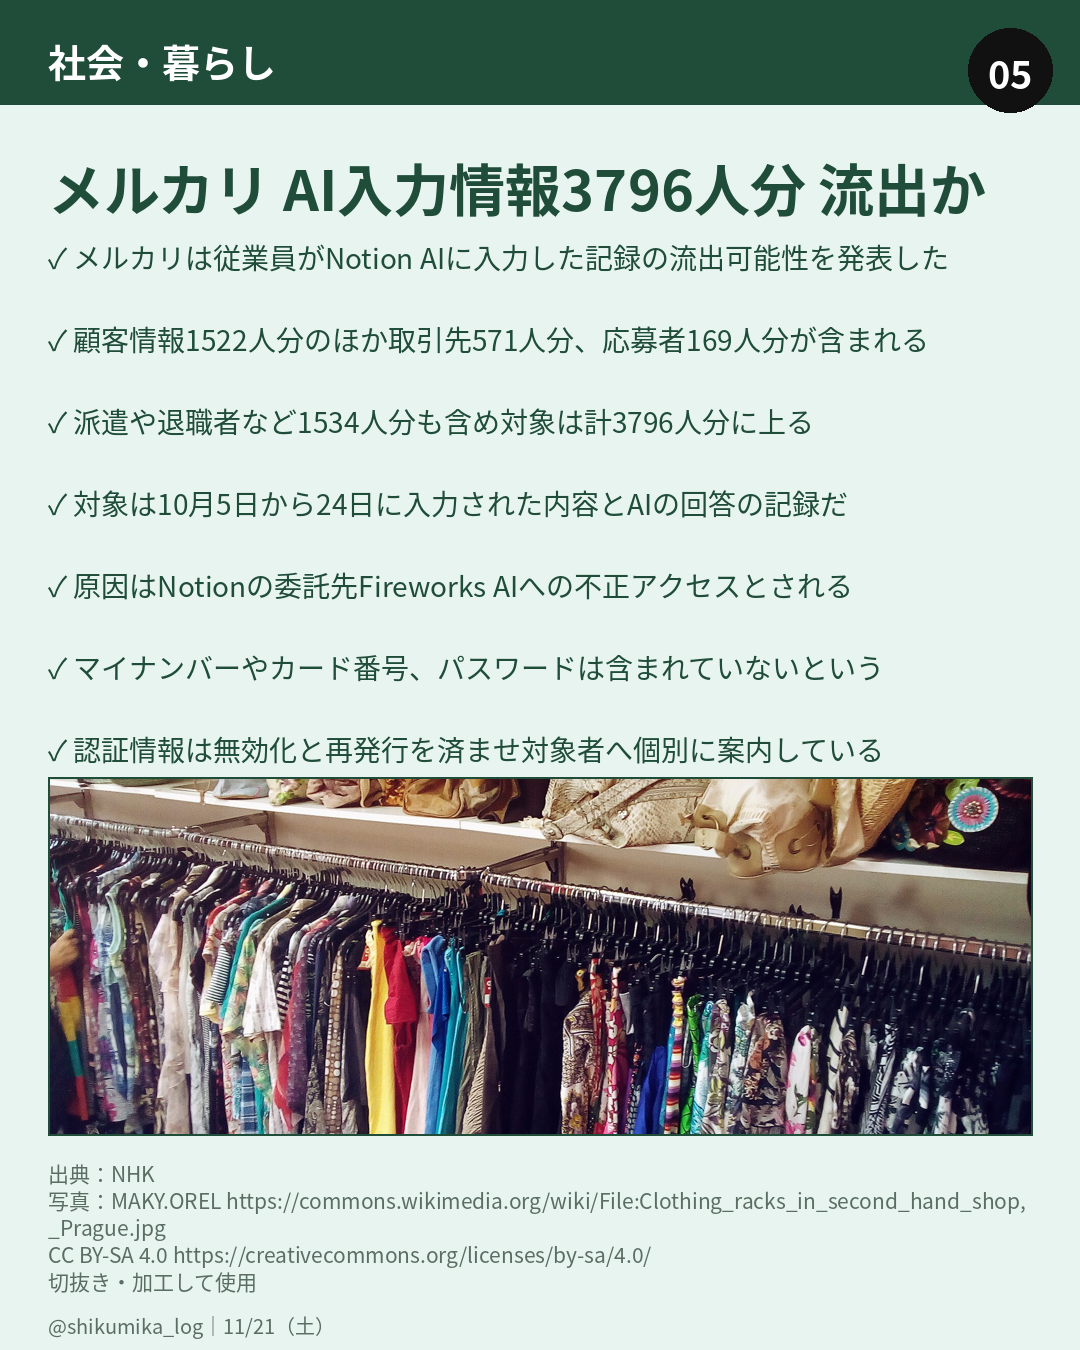 社会・暮らし
05
メルカリ AI入力情報3796人分 流出か
✓メルカリは従業員がNotion AIに入力した記録の流出可能性を発表した
✓顧客情報1522人分のほか取引先571人分、応募者169人分が含まれる
✓派遣や退職者など1534人分も含め対象は計3796人分に上る
✓対象は10月5日から24日に入力された内容とAIの回答の記録だ
✓原因はNotionの委託先Fireworks AIへの不正アクセスとされる
✓マイナンバーやカード番号、パスワードは含まれていないという
✓認証情報は無効化と再発行を済ませ対象者へ個別に案内している
出典：NHK
写真：MAKY.OREL https://commons.wikimedia.org/wiki/File:Clothing_racks_in_second_hand_shop,
_Prague.jpg
CC BY-SA 4.0 https://creativecommons.org/licenses/by-sa/4.0/
切抜き・加工して使用
@shikumika_log｜11/21（土）